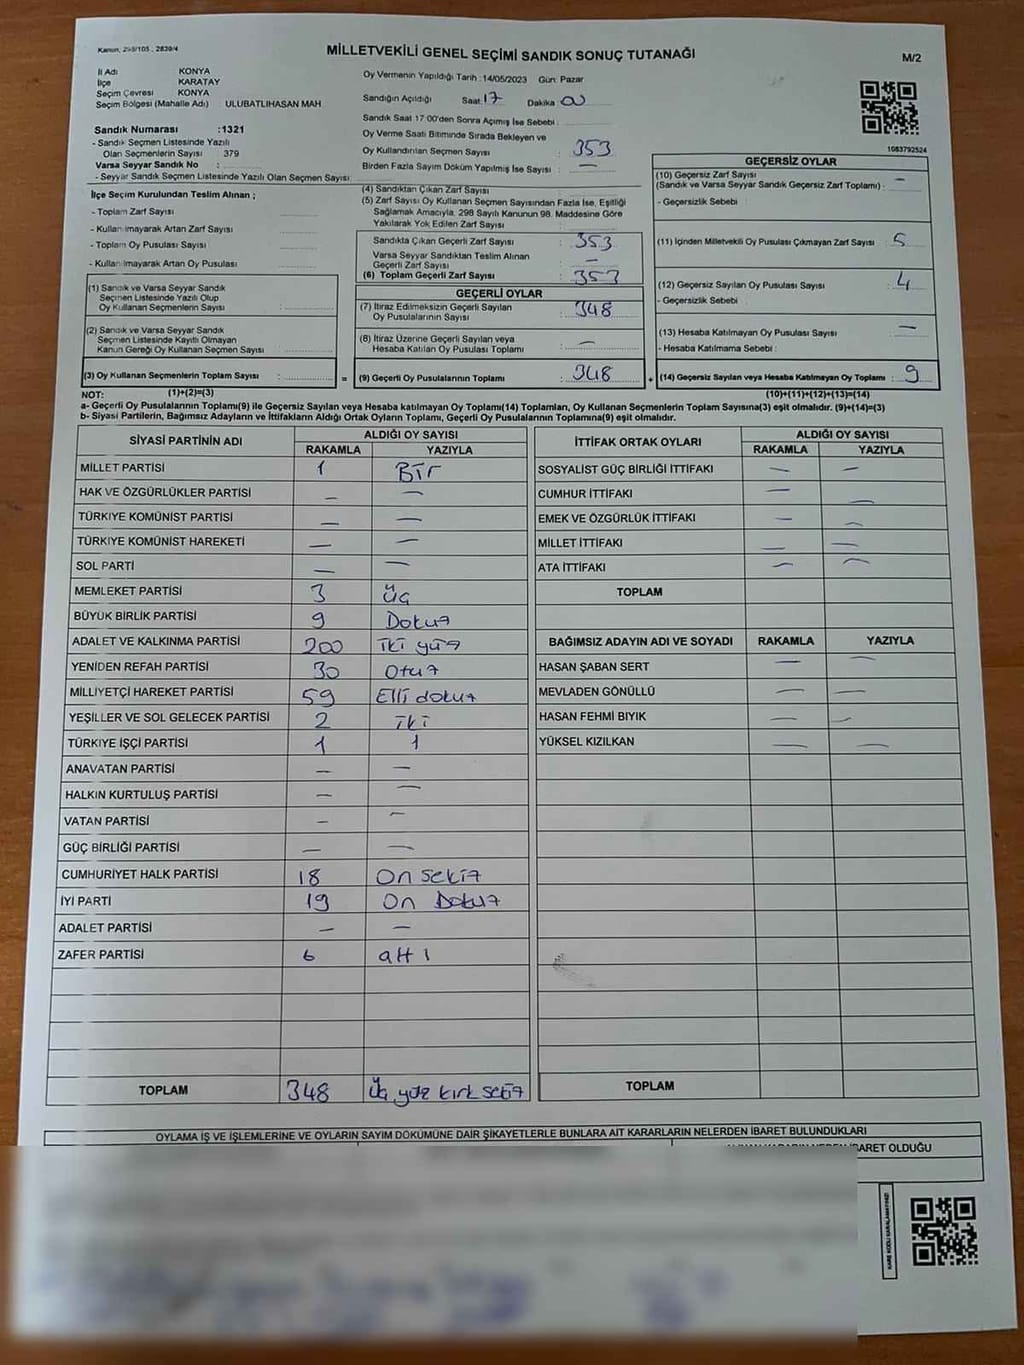 Kanun, 298/105 , 2839/4
MİLLETVEKİLİ GENEL SEÇİMİ SANDIK SONUÇ TUTANAĞI
M/2
İl Adı KONYA
İlçe KARATAY
Seçim Çevresi KONYA
Seçim Bölgesi (Mahalle Adı) : ULUBATLIHASAN MAH
Sandık Numarası :1321
- Sandık Seçmen Listesinde Yazılı
Olan Seçmenlerin Sayısı 379
Varsa Seyyar Sandık No :
- Seyyar Sandık Seçmen Listesinde Yazılı Olan Seçmen Sayısı:
Oy Vermenin Yapıldığı Tarih :14/05/2023 Gün: Pazar
Sandığın Açıldığı Saat: 17 Dakika 00
Sandık Saat 17 00'den Sonra Açımış İse Sebebi :
Oy Verme Saati Bitiminde Sırada Bekleyen ve
Oy Kullandırılan Seçmen Sayısı : 353
Birden Fazla Sayım Döküm Yapılmış İse Sayısı : —
1083792524
İlçe Seçim Kurulundan Teslim Alınan ;
- Toplam Zarf Sayısı
- Kullanılmayarak Artan Zarf Sayısı
- Toplam Oy Pusulası Sayısı
- Kullanılmayarak Artan Oy Pusulası
(1) Sandık ve Varsa Seyyar Sandık
Seçmen Listesinde Yazılı Olup
Oy Kullanan Seçmenlerin Sayısı :
(2) Sandık ve Varsa Seyyar Sandık
Seçmen Listesinde Kayıtlı Olmayan
Kanun Gereği Oy Kullanan Seçmen Sayısı :
(3) Oy Kullanan Seçmenlerin Toplam Sayısı :
(1)+(2)=(3)
(4) Sandıktan Çıkan Zarf Sayısı :
(5) Zarf Sayısı Oy Kullanan Seçmen Sayısından Fazla İse, Eşitliği
Sağlamak Amacıyla, 298 Sayılı Kanunun 98. Maddesine Göre
Yakılarak Yok Edilen Zarf Sayısı :
Sandıkta Çıkan Geçerli Zarf Sayısı : 353
Varsa Seyyar Sandıktan Teslim Alınan
Geçerli Zarf Sayısı : —
(6) Toplam Geçerli Zarf Sayısı : 353
GEÇERLİ OYLAR
(7) İtiraz Edilmeksizin Geçerli Sayılan
Oy Pusulalarının Sayısı : 348
(8) İtiraz Üzerine Geçerli Sayılan veya
Hesaba Katılan Oy Pusulası Toplamı : —
= (9) Geçerli Oy Pusulalarının Toplamı : 348
GEÇERSİZ OYLAR
(10) Geçersiz Zarf Sayısı
(Sandık ve Varsa Seyyar Sandık Geçersiz Zarf Toplamı) : —
- Geçersizlik Sebebi :
(11) İçinden Milletvekili Oy Pusulası Çıkmayan Zarf Sayısı : 5
(12) Geçersiz Sayılan Oy Pusulası Sayısı : 4
- Geçersizlik Sebebi :
(13) Hesaba Katılmayan Oy Pusulası Sayısı : —
- Hesaba Katılmama Sebebi :
+ (14) Geçersiz Sayılan veya Hesaba Katılmayan Oy Toplamı : 9
(10)+(11)+(12)+(13)=(14)
NOT:
a- Geçerli Oy Pusulalarının Toplamı(9) ile Geçersiz Sayılan veya Hesaba katılmayan Oy Toplamı(14) Toplamları, Oy Kullanan Seçmenlerin Toplam Sayısına(3) eşit olmalıdır. (9)+(14)=(3)
b- Siyasi Partilerin, Bağımsız Adayların ve İttifakların Aldığı Ortak Oyların Toplamı, Geçerli Oy Pusulalarının Toplamına(9) eşit olmalıdır.
SİYASİ PARTİNİN ADI ALDIĞI OY SAYISI
RAKAMLA YAZIYLA
MİLLET PARTİSİ 1 Bir
HAK VE ÖZGÜRLÜKLER PARTİSİ — —
TÜRKİYE KOMÜNİST PARTİSİ — —
TÜRKİYE KOMÜNİST HAREKETİ — —
SOL PARTİ — —
MEMLEKET PARTİSİ 3 Üç
BÜYÜK BİRLİK PARTİSİ 9 Dokuz
ADALET VE KALKINMA PARTİSİ 200 iki yüz
YENİDEN REFAH PARTİSİ 30 Otuz
MİLLİYETÇİ HAREKET PARTİSİ 59 Elli dokuz
YEŞİLLER VE SOL GELECEK PARTİSİ 2 iki
TÜRKİYE İŞÇİ PARTİSİ 1 1
ANAVATAN PARTİSİ — —
HALKIN KURTULUŞ PARTİSİ — —
VATAN PARTİSİ — —
GÜÇ BİRLİĞİ PARTİSİ — —
CUMHURİYET HALK PARTİSİ 18 On sekiz
İYİ PARTİ 19 On Dokuz
ADALET PARTİSİ — —
ZAFER PARTİSİ 6 altı
TOPLAM 348 Üç yüz kırk sekiz
İTTİFAK ORTAK OYLARI ALDIĞI OY SAYISI
RAKAMLA YAZIYLA
SOSYALİST GÜÇ BİRLİĞİ İTTİFAKI — —
CUMHUR İTTİFAKI — —
EMEK VE ÖZGÜRLÜK İTTİFAKI — —
MİLLET İTTİFAKI — —
ATA İTTİFAKI — —
TOPLAM
BAĞIMSIZ ADAYIN ADI VE SOYADI RAKAMLA YAZIYLA
HASAN ŞABAN SERT — —
MEVLADEN GÖNÜLLÜ — —
HASAN FEHMİ BIYIK — —
YÜKSEL KIZILKAN — —
TOPLAM
OYLAMA İŞ VE İŞLEMLERİNE VE OYLARIN SAYIM DÖKÜMÜNE DAİR ŞİKAYETLERLE BUNLARA AİT KARARLARIN NELERDEN İBARET BULUNDUKLARI
İBARET OLDUĞU